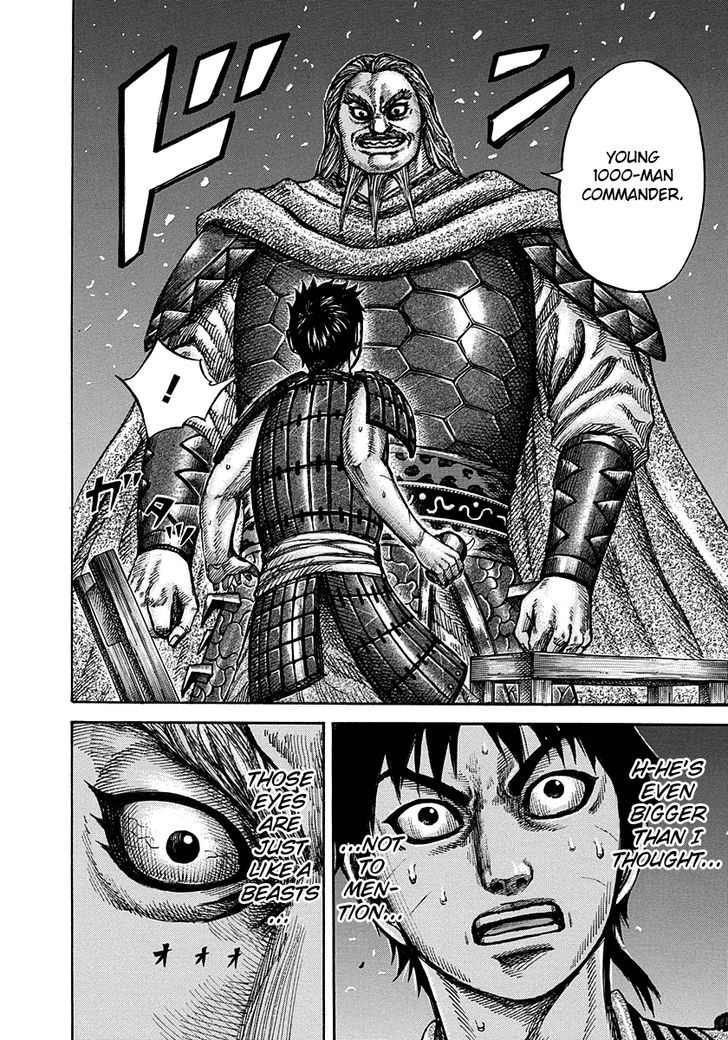 ドン
YOUNG
1000-MAN
COMMANDER.
!
ガタッ
H-HE'S
EVEN
BIGGER
THAN I
THOUGHT...
...NOT
TO
MEN-
TION...
THOSE
EYES
ARE
JUST
LIKE A
BEASTS
...
オオォ